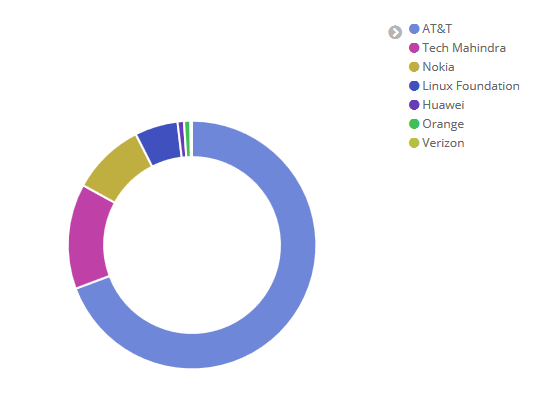 AT&T
Tech Mahindra
Nokia
Linux Foundation
Huawei
Orange
Verizon